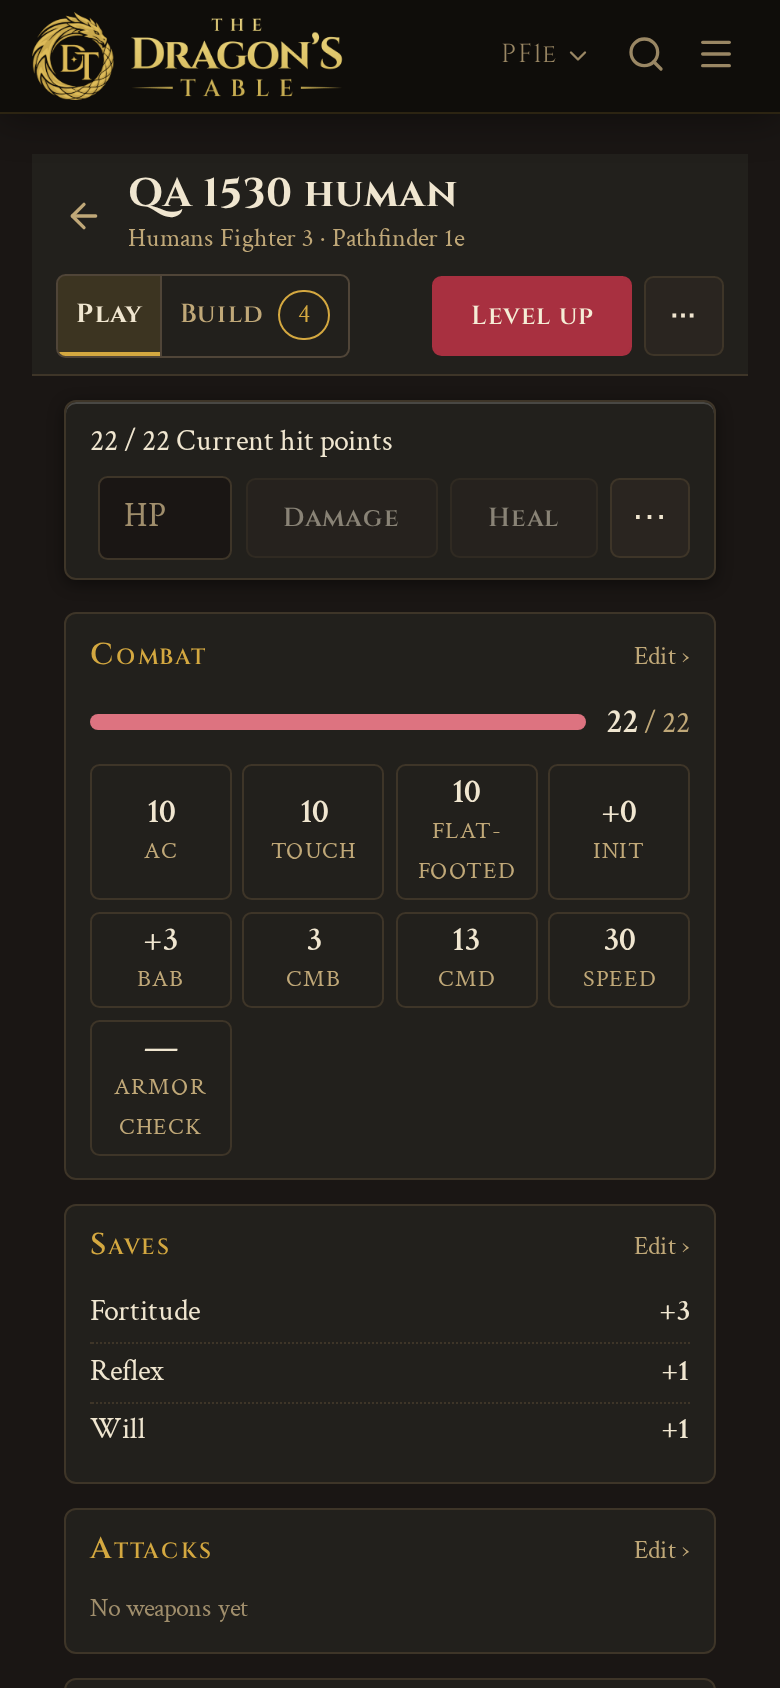 THE
DRAGON'S
TABLE
DT
PF1E
QA 1530 HUMAN
Humans Fighter 3 · Pathfinder 1e
PLAY
BUILD 4
LEVEL UP
...
22 / 22 Current hit points
HP
DAMAGE
HEAL
...
COMBAT
Edit ›
22 / 22
10
AC
10
TOUCH
10
FLAT-
FOOTED
+0
INIT
+3
BAB
3
CMB
13
CMD
30
SPEED
—
ARMOR
CHECK
SAVES
Edit ›
Fortitude +3
Reflex +1
Will +1
ATTACKS
Edit ›
No weapons yet